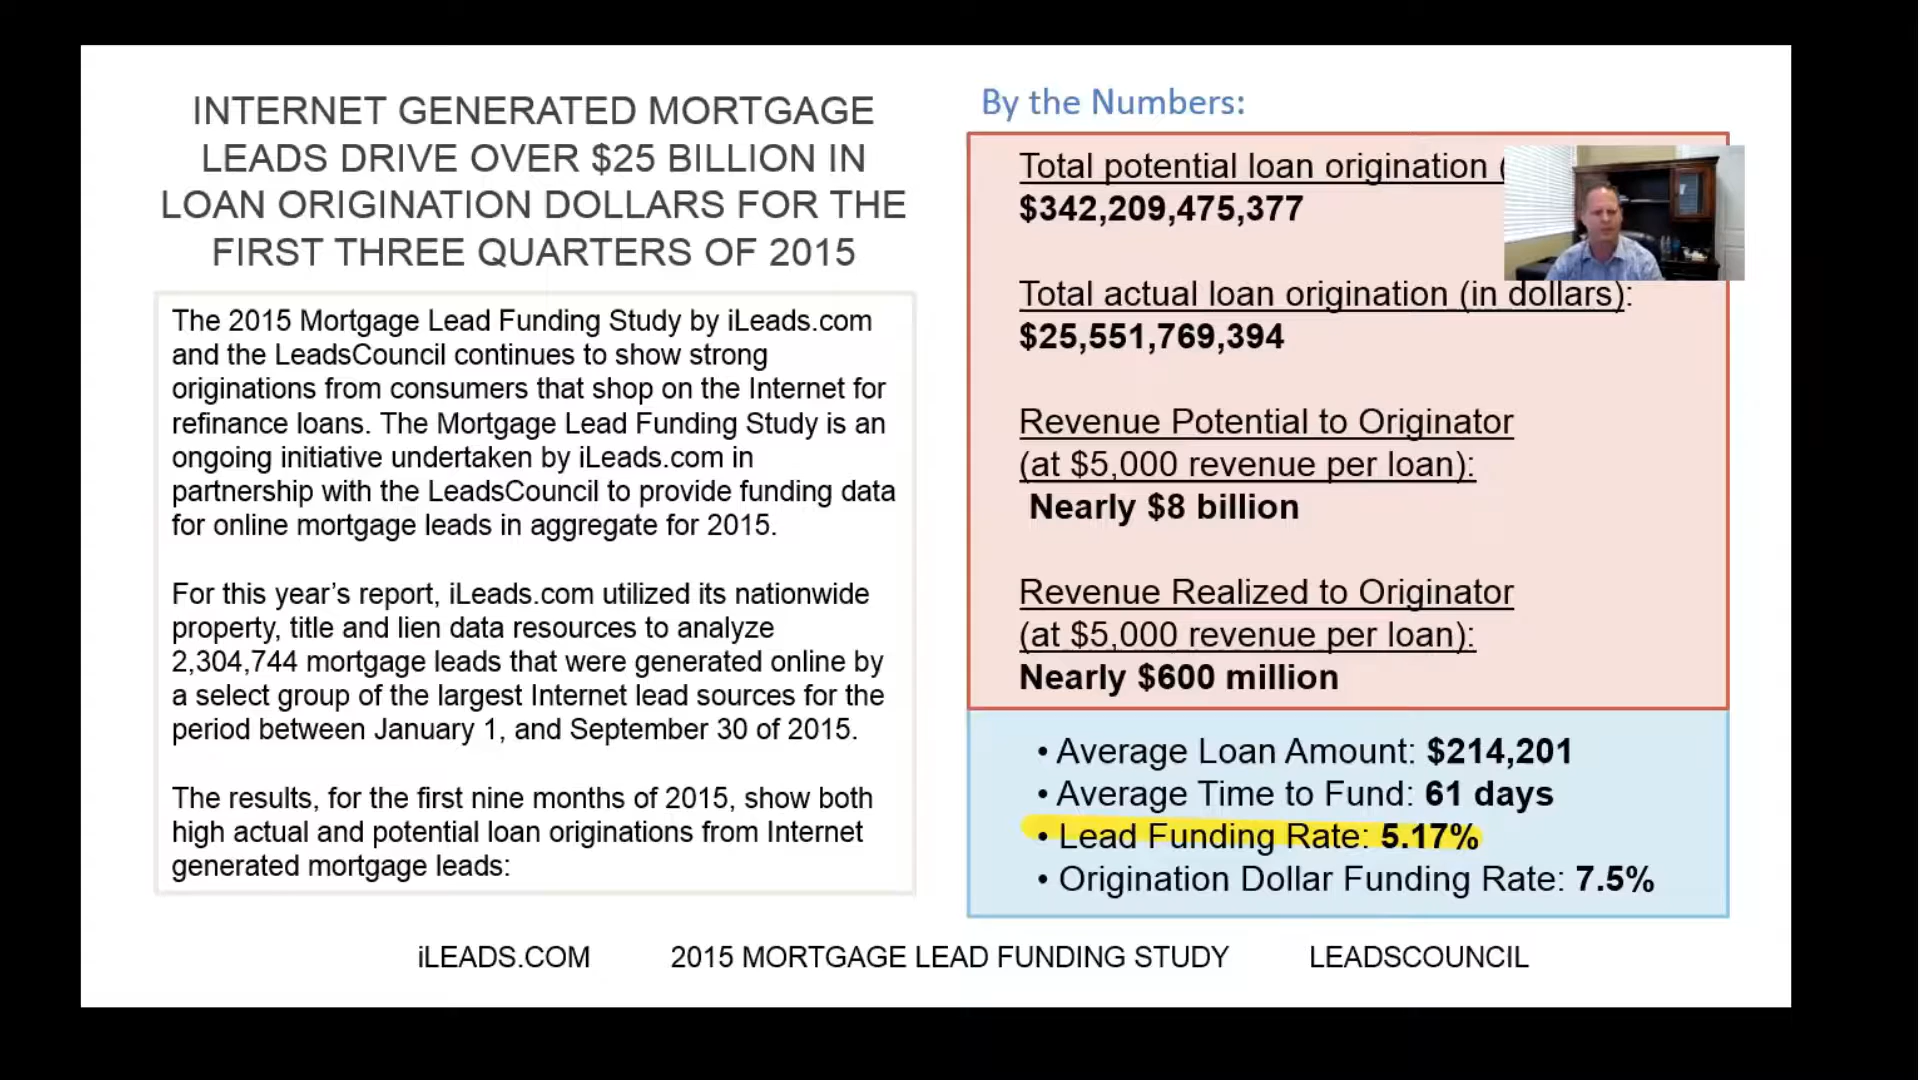 INTERNET GENERATED MORTGAGE
LEADS DRIVE OVER $25 BILLION IN
LOAN ORIGINATION DOLLARS FOR THE
FIRST THREE QUARTERS OF 2015
The 2015 Mortgage Lead Funding Study by iLeads.com
and the LeadsCouncil continues to show strong
originations from consumers that shop on the Internet for
refinance loans. The Mortgage Lead Funding Study is an
ongoing initiative undertaken by iLeads.com in
partnership with the LeadsCouncil to provide funding data
for online mortgage leads in aggregate for 2015.
For this year’s report, iLeads.com utilized its nationwide
property, title and lien data resources to analyze
2,304,744 mortgage leads that were generated online by
a select group of the largest Internet lead sources for the
period between January 1, and September 30 of 2015.
The results, for the first nine months of 2015, show both
high actual and potential loan originations from Internet
generated mortgage leads:
By the Numbers:
Total potential loan origination (
$342,209,475,377
Total actual loan origination (in dollars):
$25,551,769,394
Revenue Potential to Originator
(at $5,000 revenue per loan):
Nearly $8 billion
Revenue Realized to Originator
(at $5,000 revenue per loan):
Nearly $600 million
• Average Loan Amount: $214,201
• Average Time to Fund: 61 days
• Lead Funding Rate: 5.17%
• Origination Dollar Funding Rate: 7.5%
iLEADS.COM 2015 MORTGAGE LEAD FUNDING STUDY LEADSCOUNCIL